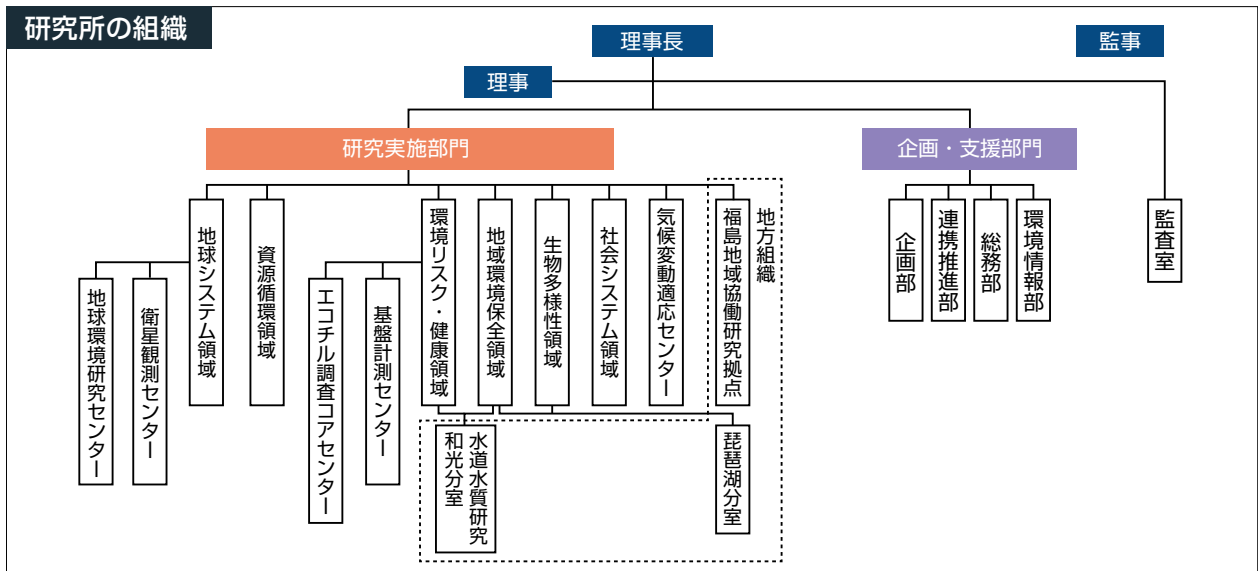 研究所の組織
理事長
監事
理事
研究実施部門
企画・支援部門
地球システム領域
資源循環領域
環境リスク・健康領域
地域環境保全領域
生物多様性領域
社会システム領域
気候変動適応センター
福島地域協働研究拠点
地方組織
企画部
連携推進部
総務部
環境情報部
監査室
地球環境研究センター
衛星観測センター
エコチル調査コアセンター
基盤計測センター
水道水質研究
和光分室
琵琶湖分室